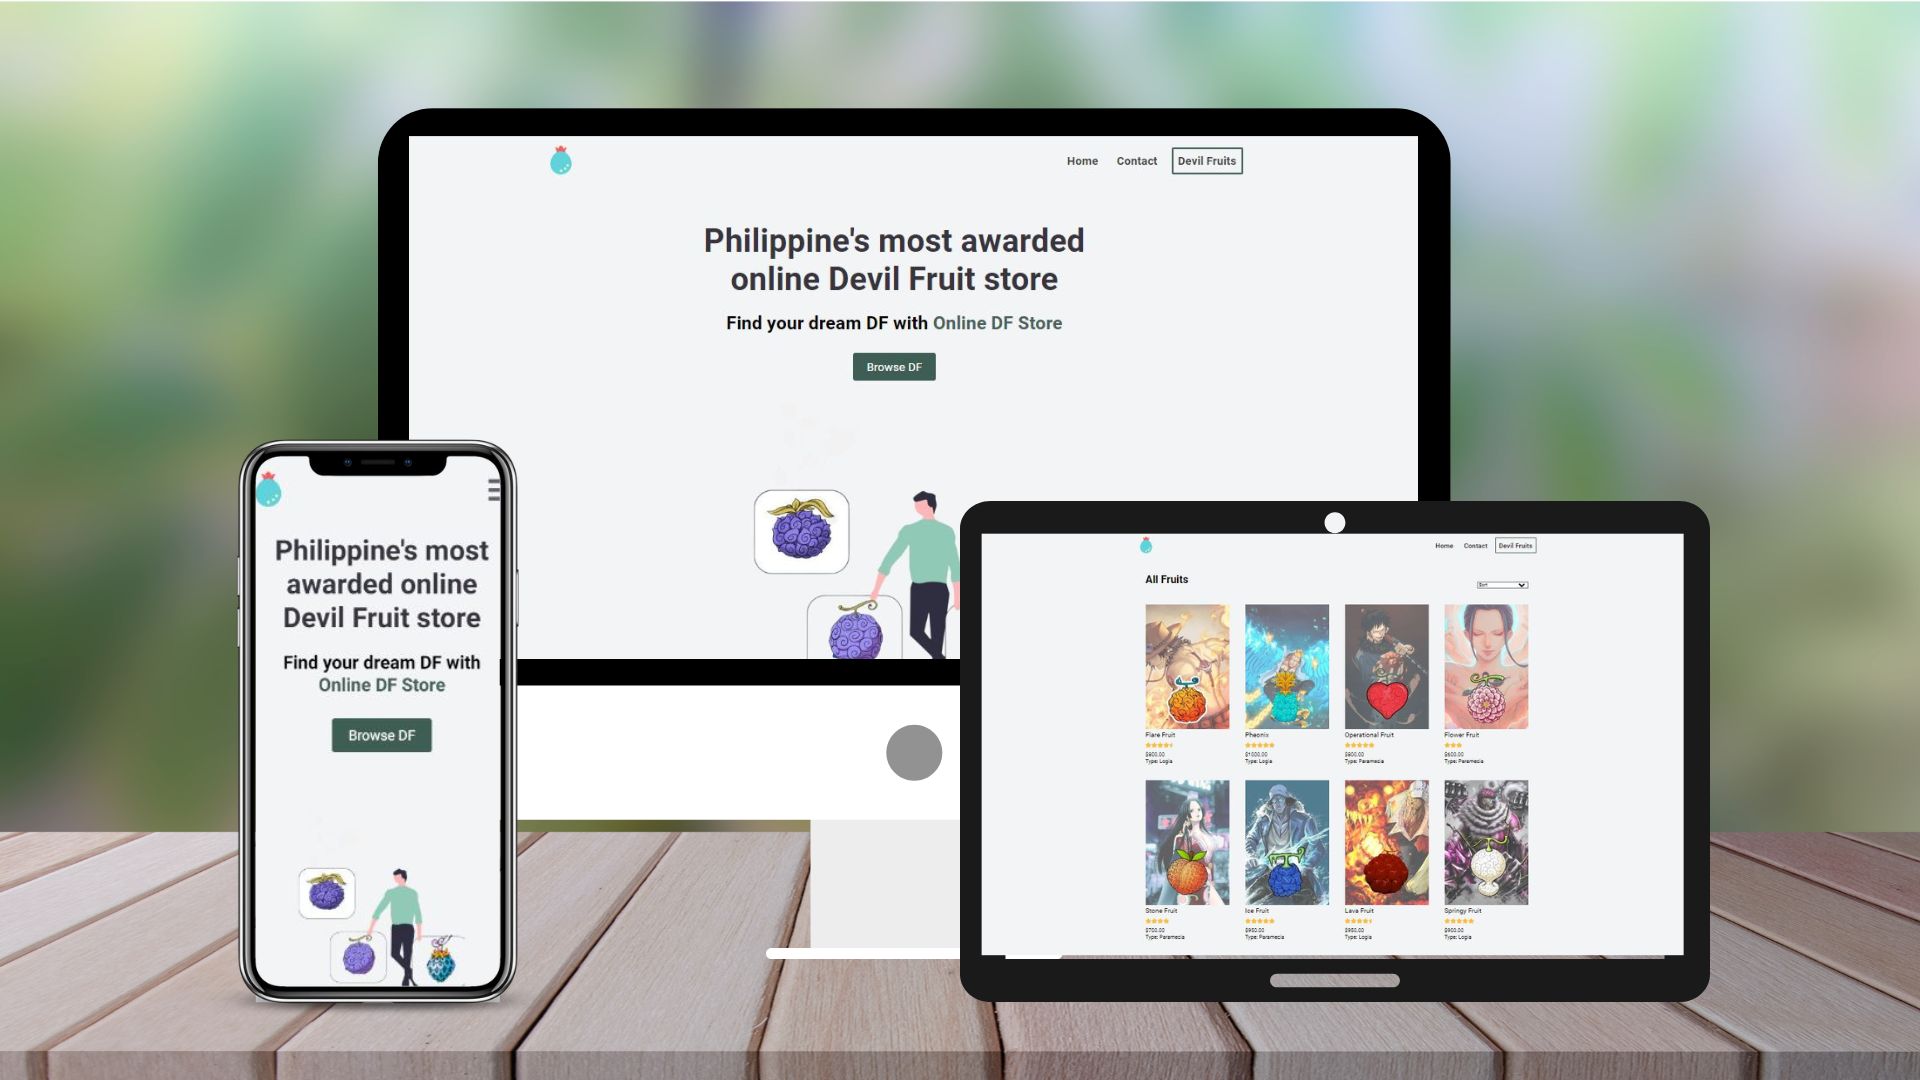 Home Contact Devil Fruits
Philippine's most awarded
online Devil Fruit store
Find your dream DF with Online DF Store
Browse DF
Philippine's most
awarded online
Devil Fruit store
Find your dream DF with
Online DF Store
Browse DF
Home Contact Devil Fruits
All Fruits
Sort
Flare Fruit Pheonix Operational Fruit Flower Fruit
$900.00 $1000.00 $900.00 $600.00
Type: Logia Type: Logia Type: Paramecia Type: Paramecia
Stone Fruit Ice Fruit Lava Fruit Springy Fruit
$700.00 $950.00 $950.00 $900.00
Type: Paramecia Type: Paramecia Type: Logia Type: Logia